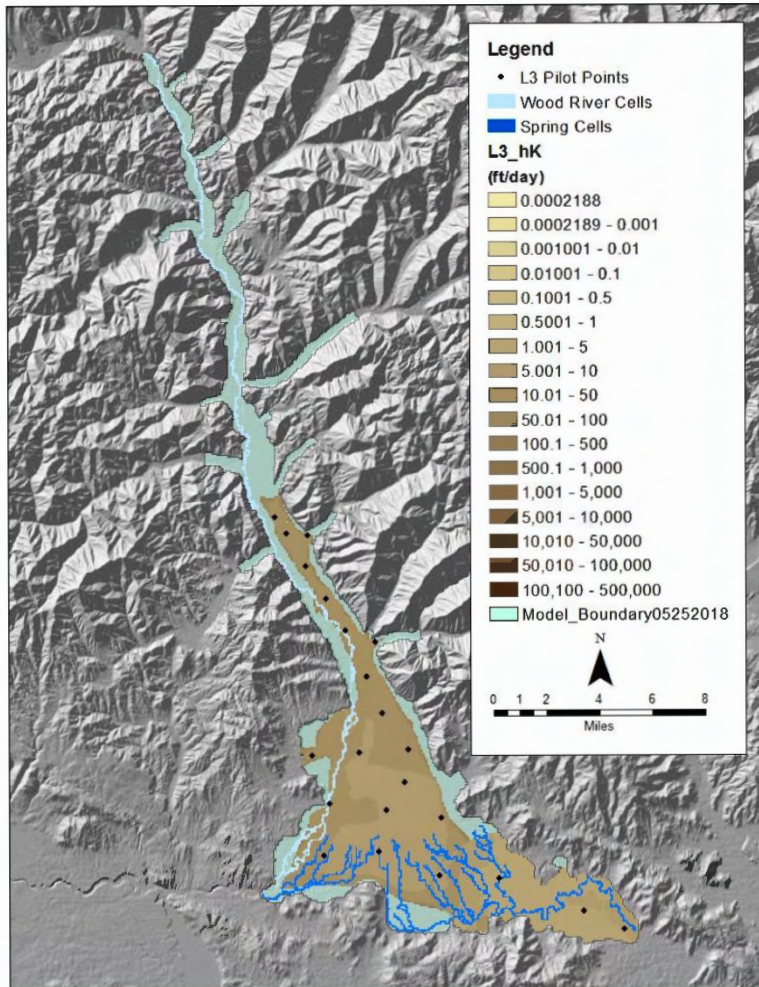 Legend
L3 Pilot Points
Wood River Cells
Spring Cells
L3_hK
(ft/day)
0.0002188
0.0002189 - 0.001
0.001001 - 0.01
0.01001 - 0.1
0.1001 - 0.5
0.5001 - 1
1.001 - 5
5.001 - 10
10.01 - 50
50.01 - 100
100.1 - 500
500.1 - 1,000
1,001 - 5,000
5,001 - 10,000
10,010 - 50,000
50,010 - 100,000
100,100 - 500,000
Model_Boundary05252018
N
0 2 4 6 8
Miles